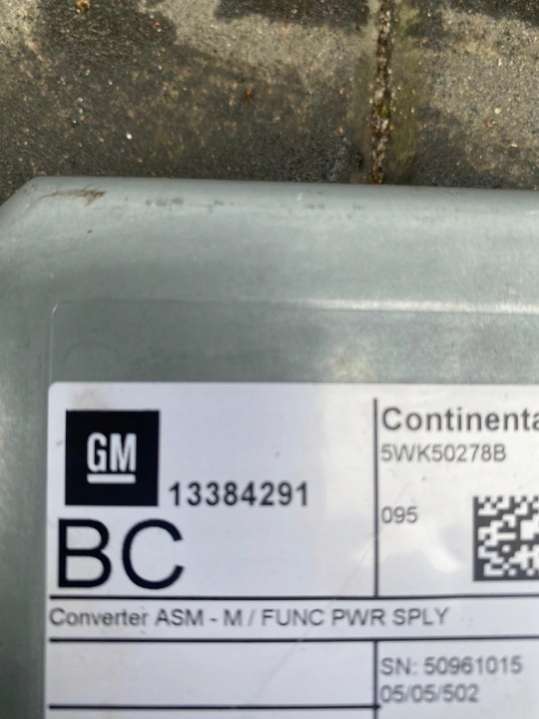 GM
13384291
BC
Continenta
5WK50278B
095
Converter ASM - M / FUNC PWR SPLY
SN: 50961015
05/05/502